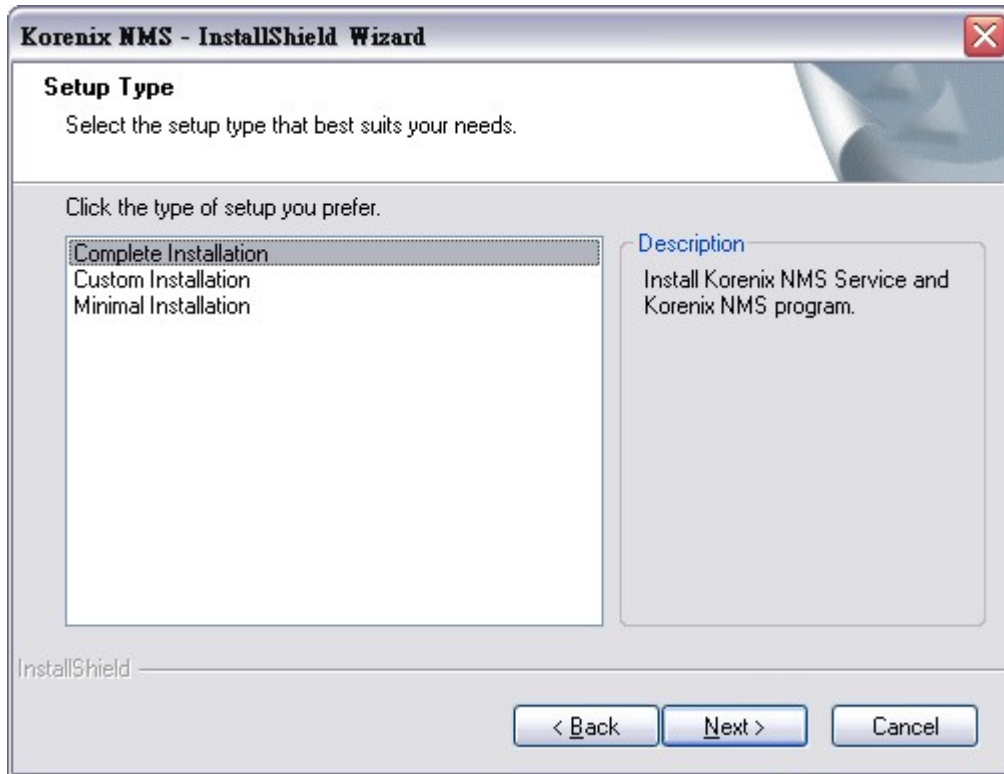 Korenix NMS - InstallShield Wizard
Setup Type
Select the setup type that best suits your needs.
Click the type of setup you prefer.
Complete Installation
Custom Installation
Minimal Installation
Description
Install Korenix NMS Service and
Korenix NMS program.
InstallShield
< Back
Next >
Cancel